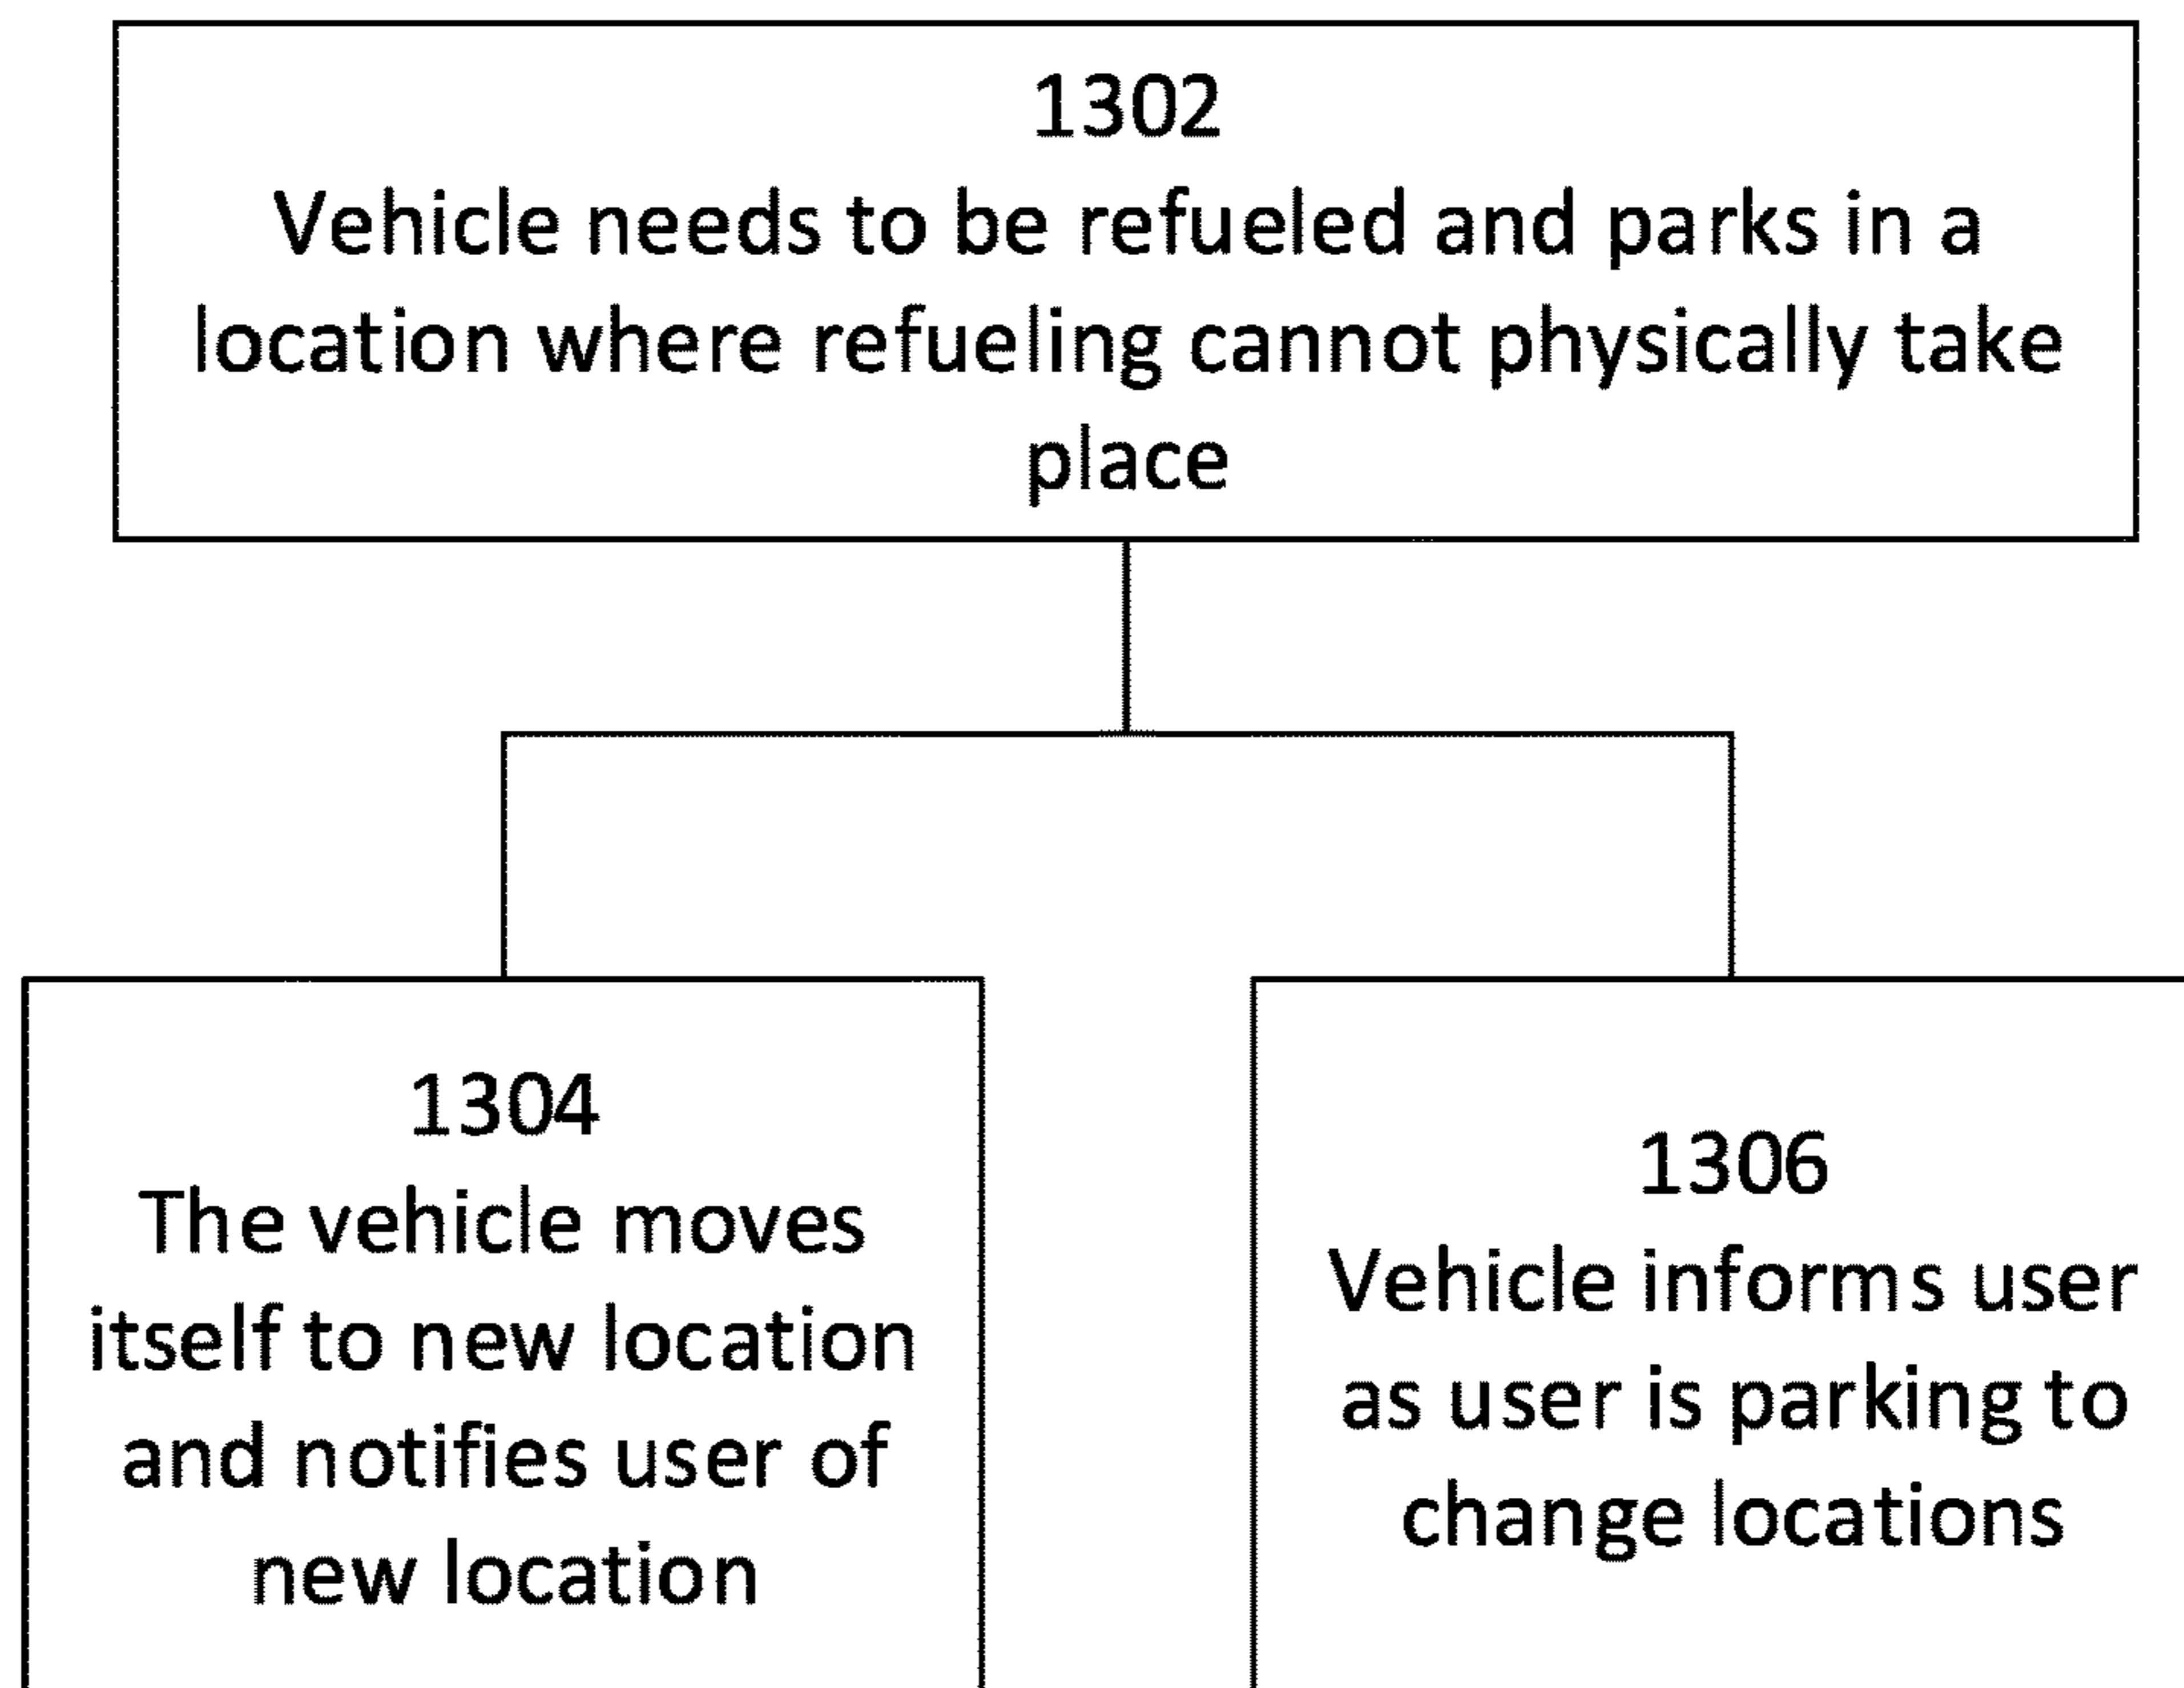 1302
Vehicle needs to be refueled and parks in a
location where refueling cannot physically take
place
1304
The vehicle moves
itself to new location
and notifies user of
new location
1306
Vehicle informs user
as user is parking to
change locations